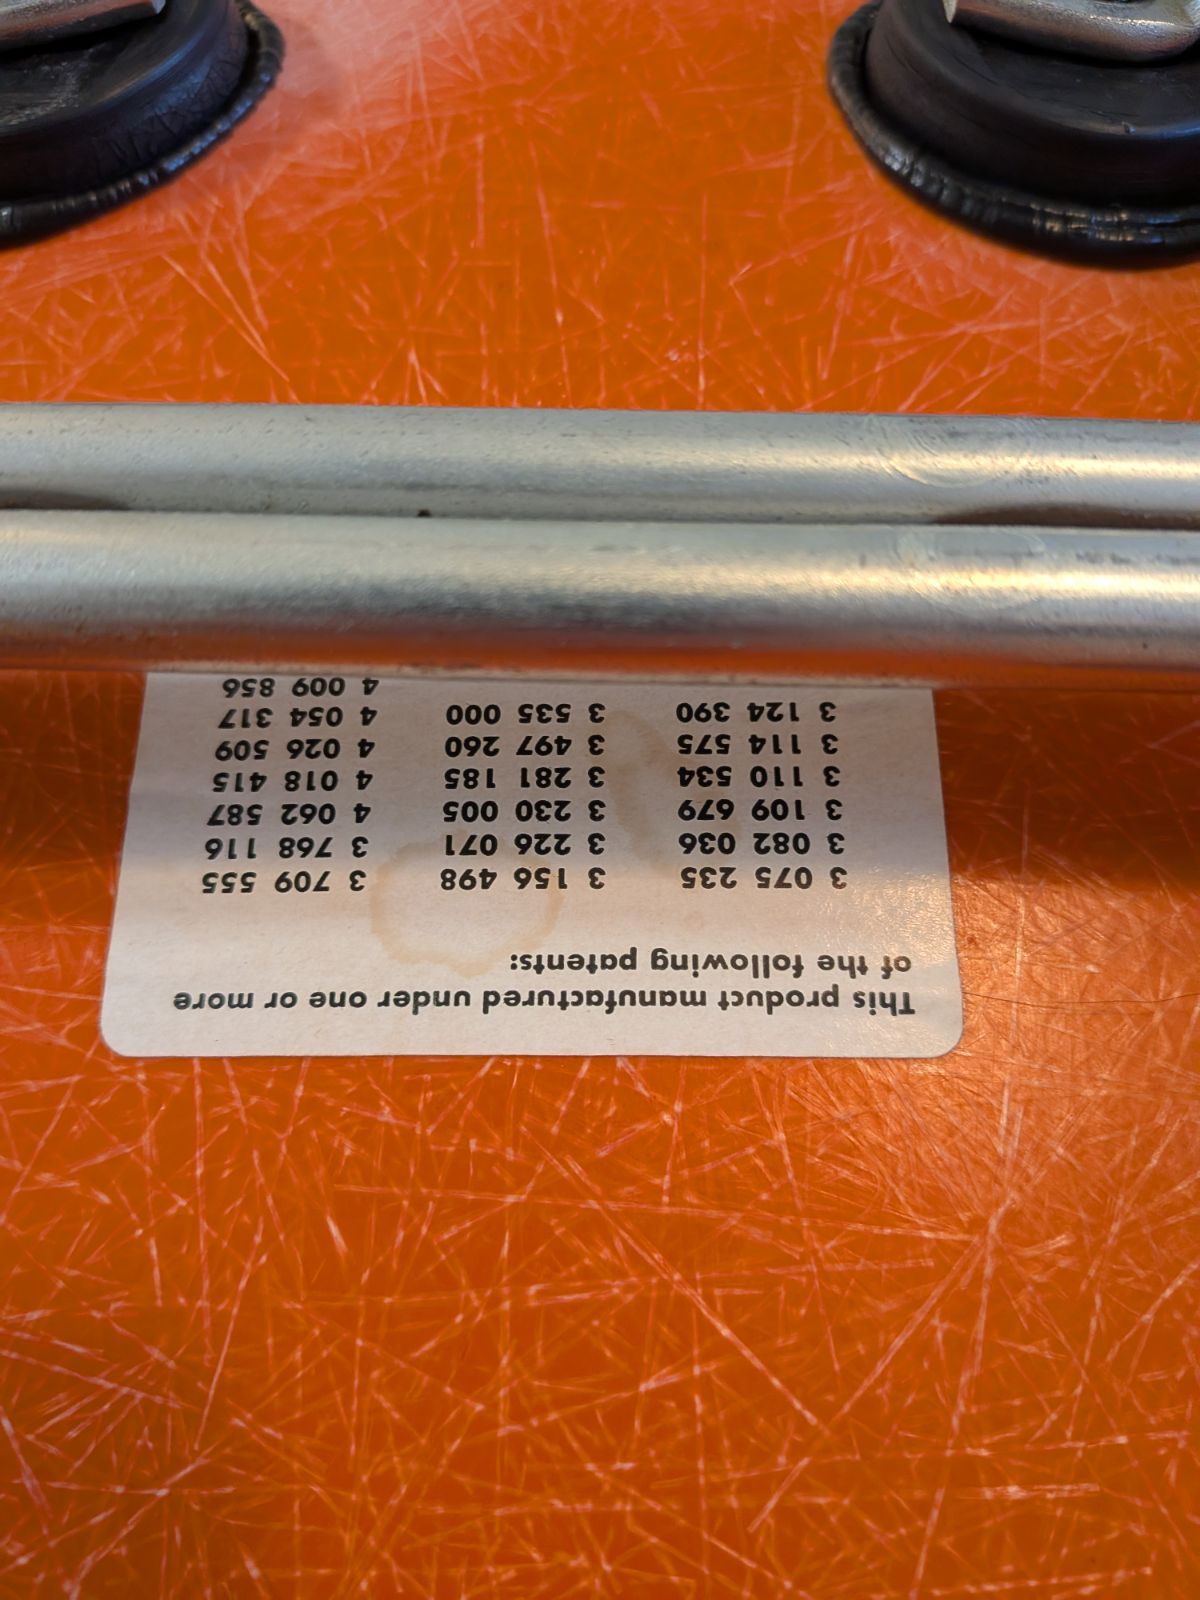 This product manufactured under one or more
of the following patents:
3 075 235 3 156 498 3 709 555
3 082 036 3 226 071 3 768 116
3 109 679 3 230 005 4 062 587
3 110 534 3 281 185 4 018 415
3 114 575 3 497 260 4 026 509
3 124 390 3 535 000 4 054 317
4 009 856